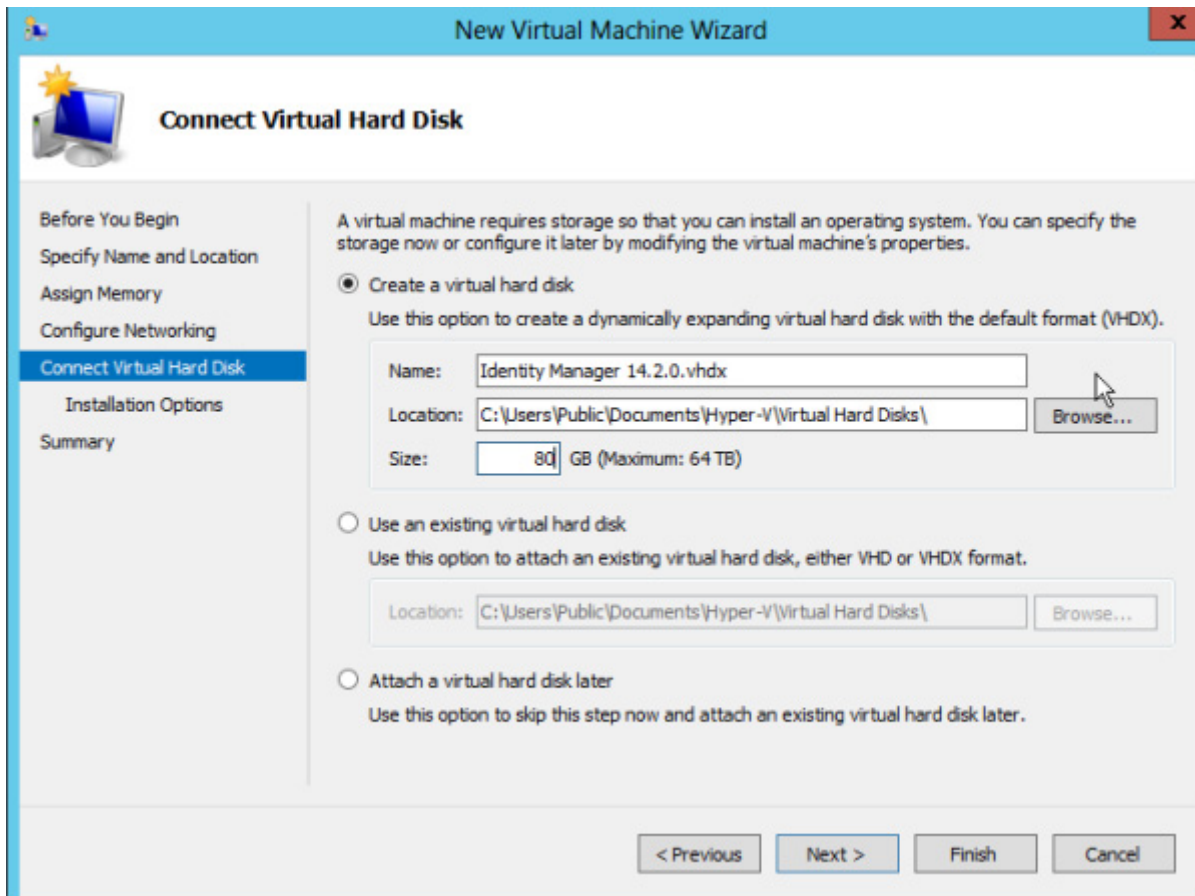 New Virtual Machine Wizard
x
Connect Virtual Hard Disk
Before You Begin
Specify Name and Location
Assign Memory
Configure Networking
Connect Virtual Hard Disk
Installation Options
Summary
A virtual machine requires storage so that you can install an operating system. You can specify the
storage now or configure it later by modifying the virtual machine's properties.
Create a virtual hard disk
Use this option to create a dynamically expanding virtual hard disk with the default format (VHDX).
Name: Identity Manager 14.2.0.vhdx
Location: C:\Users\Public\Documents\Hyper-V\Virtual Hard Disks\ Browse...
Size: 80 GB (Maximum: 64 TB)
Use an existing virtual hard disk
Use this option to attach an existing virtual hard disk, either VHD or VHDX format.
Location: C:\Users\Public\Documents\Hyper-V\Virtual Hard Disks\ Browse...
Attach a virtual hard disk later
Use this option to skip this step now and attach an existing virtual hard disk later.
< Previous Next > Finish Cancel